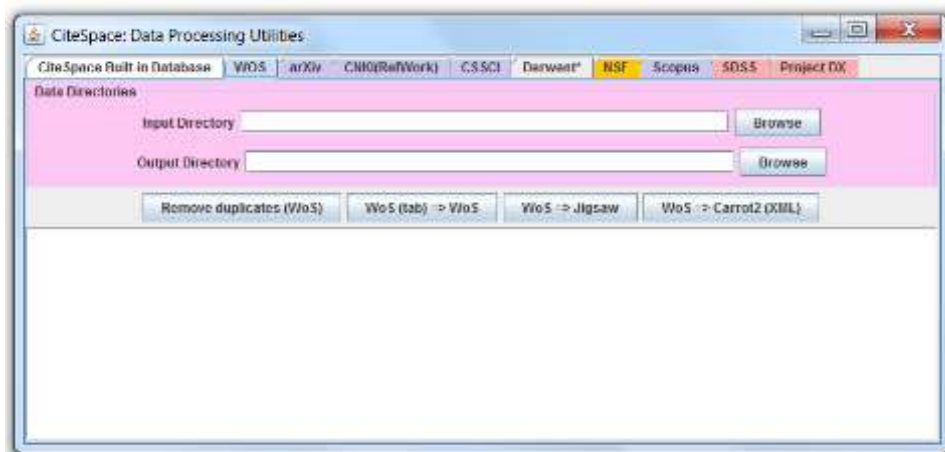 CiteSpace: Data Processing Utilities
CiteSpace Built in Database WOS arXiv CNKI(RefWork) CSSCI Derwent* NSF Scopus SDSS Project DX
Data Directories
Input Directory Browse
Output Directory Browse
Remove duplicates (WoS) WoS (tab) => WoS WoS => Jigsaw WoS => Carrot2 (XML)